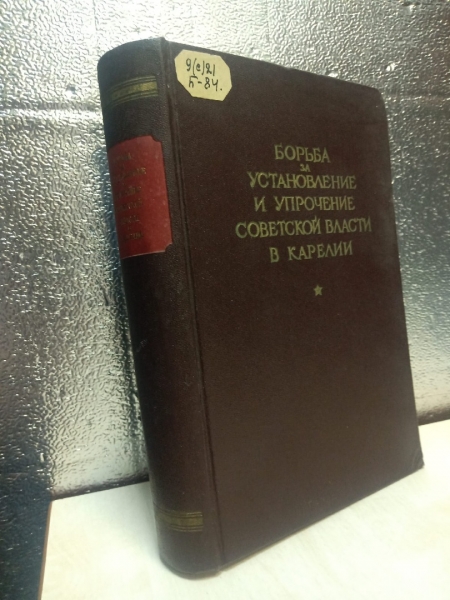 9(с)21
Б-84.
БОРЬБА
за
УСТАНОВЛЕНИЕ
И УПРОЧЕНИЕ
СОВЕТСКОЙ ВЛАСТИ
В КАРЕЛИИ